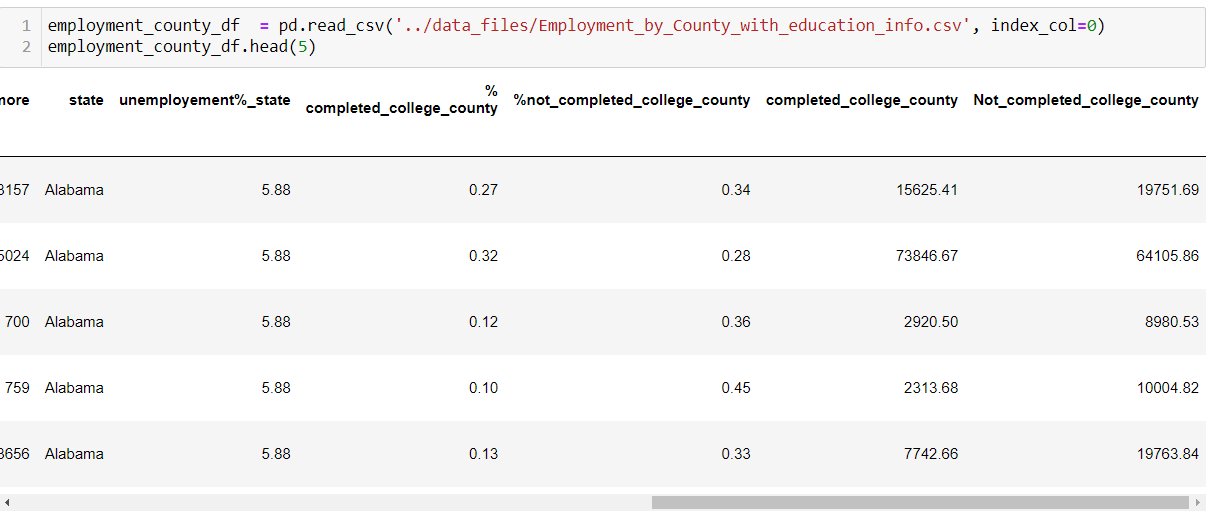 1 employment_county_df  = pd.read_csv('../data_files/Employment_by_County_with_education_info.csv', index_col=0)
2 employment_county_df.head(5)
more state unemployement%_state % completed_college_county %not_completed_college_county completed_college_county Not_completed_college_county
3157 Alabama 5.88 0.27 0.34 15625.41 19751.69
5024 Alabama 5.88 0.32 0.28 73846.67 64105.86
700 Alabama 5.88 0.12 0.36 2920.50 8980.53
759 Alabama 5.88 0.10 0.45 2313.68 10004.82
3656 Alabama 5.88 0.13 0.33 7742.66 19763.84